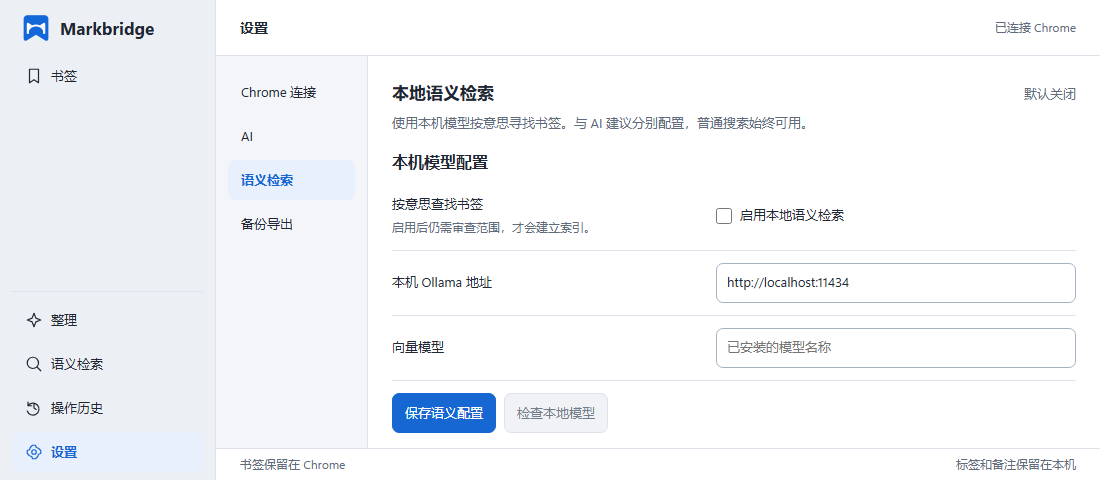 Markbridge
书签
整理
语义检索
操作历史
设置
设置
已连接 Chrome
Chrome 连接
AI
语义检索
备份导出
本地语义检索
默认关闭
使用本机模型按意思寻找书签。与 AI 建议分别配置，普通搜索始终可用。
本机模型配置
按意思查找书签
启用后仍需审查范围，才会建立索引。
启用本地语义检索
本机 Ollama 地址
http://localhost:11434
向量模型
已安装的模型名称
保存语义配置
检查本地模型
书签保留在 Chrome
标签和备注保留在本机